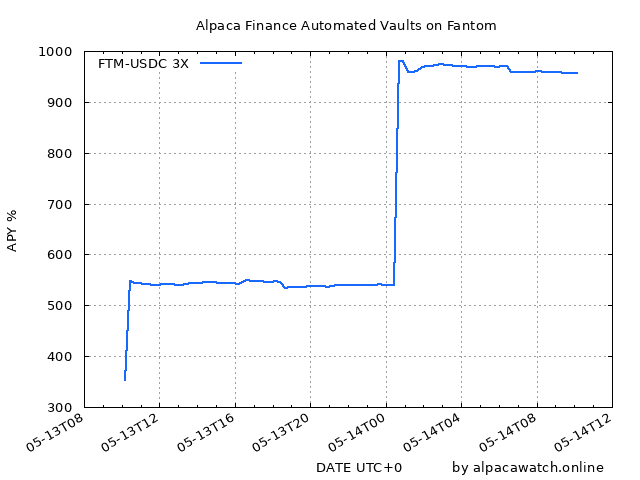 Alpaca Finance Automated Vaults on Fantom
FTM-USDC 3X
APY %
1000
900
800
700
600
500
400
300
05-13T08
05-13T12
05-13T16
05-13T20
05-14T00
05-14T04
05-14T08
05-14T12
DATE UTC+0
by alpacawatch.online